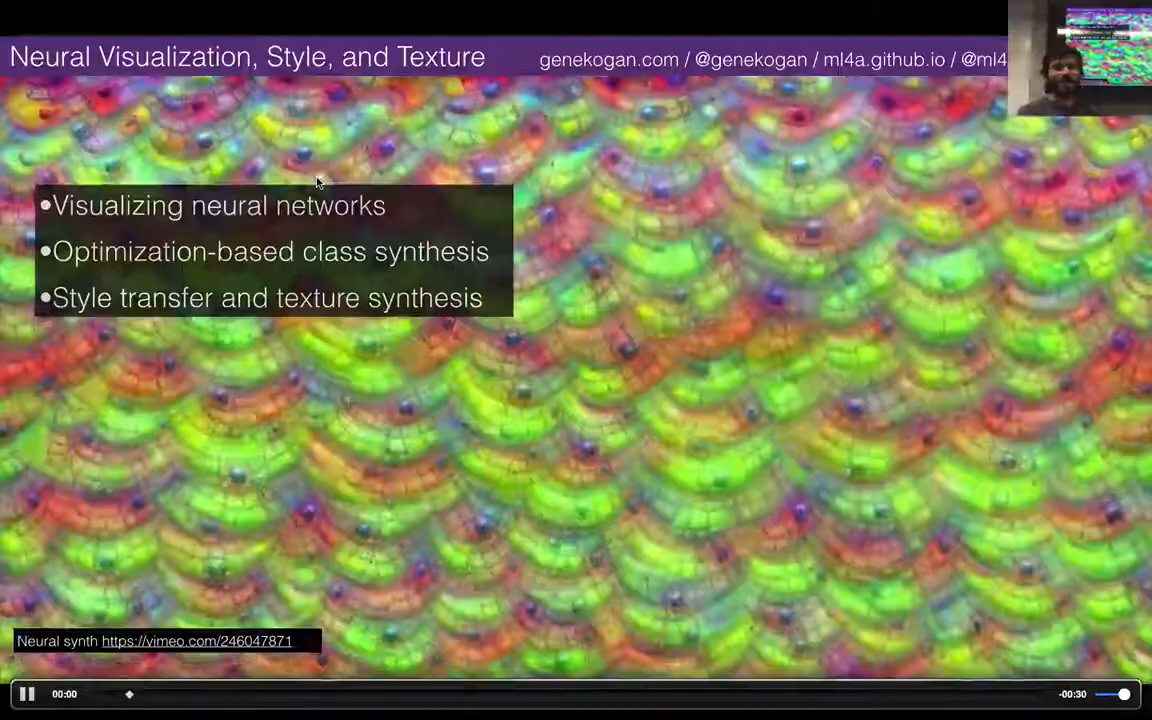 Neural Visualization, Style, and Texture
genekogan.com / @genekogan / ml4a.github.io / @ml4
•Visualizing neural networks
•Optimization-based class synthesis
•Style transfer and texture synthesis
Neural synth https://vimeo.com/246047871
00:00
-00:30